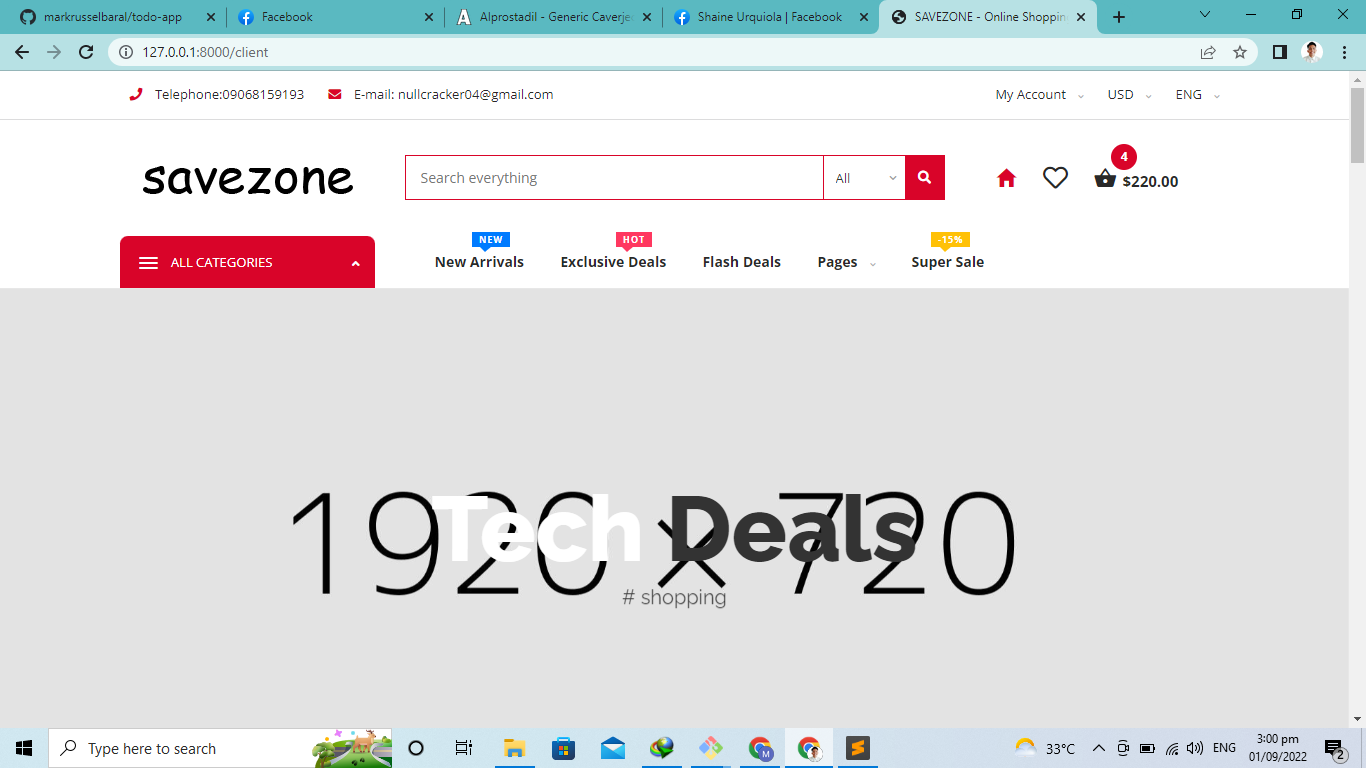 markrusselbaral/todo-app
Facebook
Alprostadil - Generic Caverje
Shaine Urquiola | Facebook
SAVEZONE - Online Shoppin
127.0.0.1:8000/client
Telephone:09068159193 E-mail: nullcracker04@gmail.com My Account USD ENG
savezone
Search everything
All
4
$220.00
ALL CATEGORIES
NEW
New Arrivals
HOT
Exclusive Deals
Flash Deals
Pages
-15%
Super Sale
1920 x 720
Tech Deals
# shopping
Type here to search
M
33°C
ENG
3:00 pm
01/09/2022
2